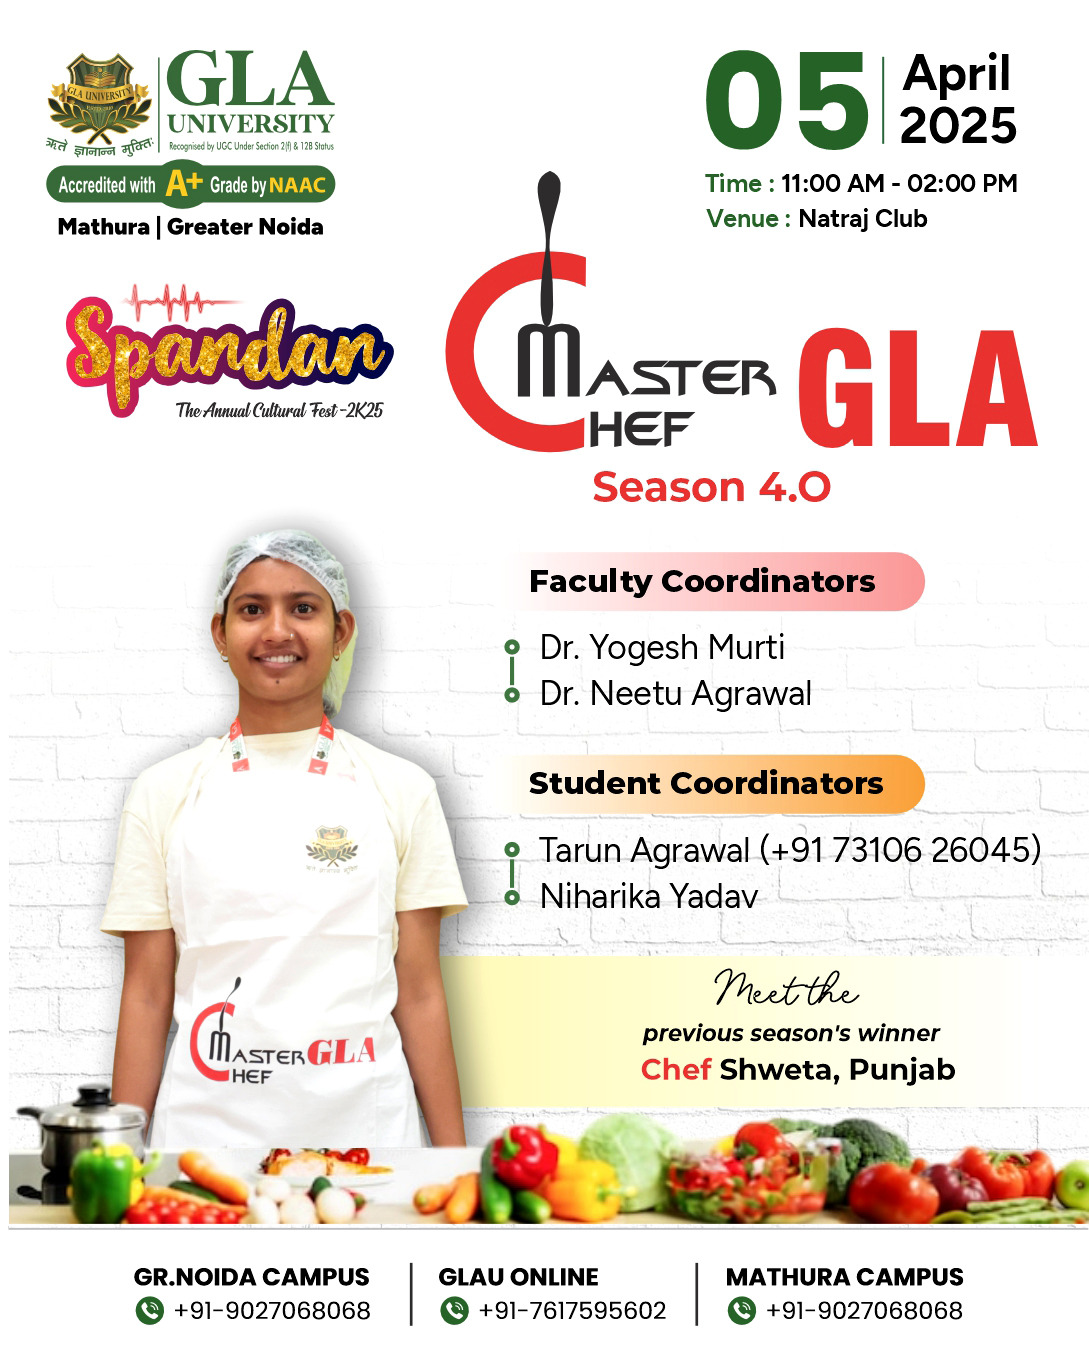 GLA UNIVERSITY
ऋते ज्ञानान्न मुक्तिः
GLA
UNIVERSITY
Recognised by UGC Under Section 2(f) & 12B Status
Accredited with A+ Grade by NAAC
Mathura | Greater Noida
05 April 2025
Time : 11:00 AM - 02:00 PM
Venue : Natraj Club
Spandan
The Annual Cultural Fest-2K25
MASTER CHEF GLA
Season 4.O
Faculty Coordinators
Dr. Yogesh Murti
Dr. Neetu Agrawal
Student Coordinators
Tarun Agrawal (+91 73106 26045)
Niharika Yadav
MASTER CHEF GLA
Meet the
previous season's winner
Chef Shweta, Punjab
GR.NOIDA CAMPUS
+91-9027068068
GLAU ONLINE
+91-7617595602
MATHURA CAMPUS
+91-9027068068